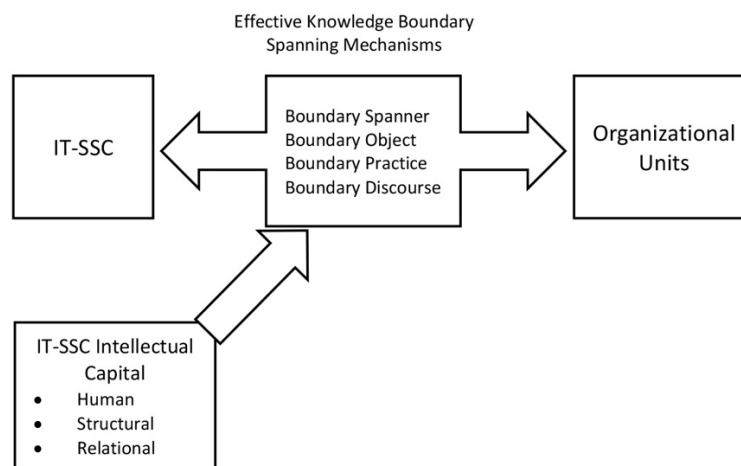 Effective Knowledge Boundary
Spanning Mechanisms
IT-SSC
Boundary Spanner
Boundary Object
Boundary Practice
Boundary Discourse
Organizational
Units
IT-SSC Intellectual
Capital
• Human
• Structural
• Relational